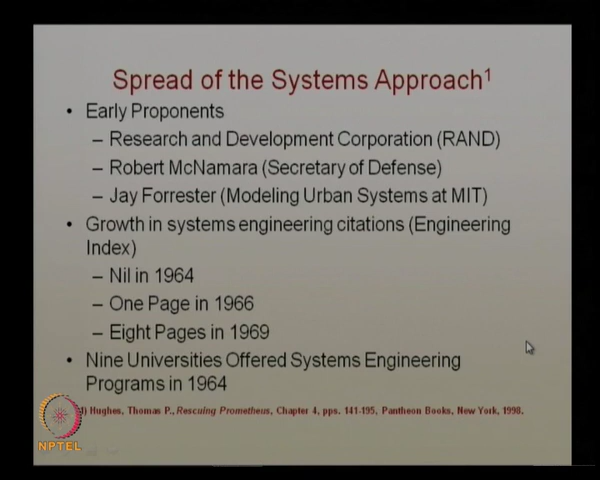 Spread of the Systems Approach1
• Early Proponents
– Research and Development Corporation (RAND)
– Robert McNamara (Secretary of Defense)
– Jay Forrester (Modeling Urban Systems at MIT)
• Growth in systems engineering citations (Engineering
Index)
– Nil in 1964
– One Page in 1966
– Eight Pages in 1969
• Nine Universities Offered Systems Engineering
Programs in 1964
1) Hughes, Thomas P., Rescuing Prometheus, Chapter 4, pps. 141-195, Pantheon Books, New York, 1998.
NPTEL